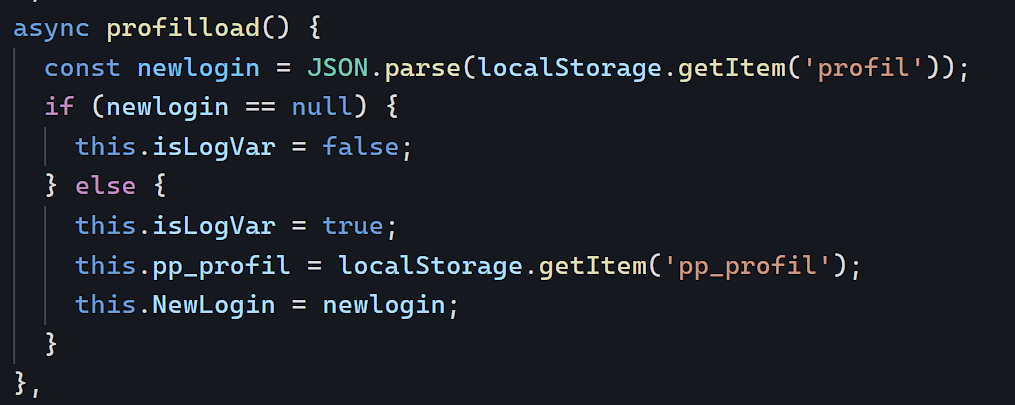 async profilload() {
const newlogin = JSON.parse(localStorage.getItem('profil'));
if (newlogin == null) {
this.isLogVar = false;
} else {
this.isLogVar = true;
this.pp_profil = localStorage.getItem('pp_profil');
this.NewLogin = newlogin;
}
},